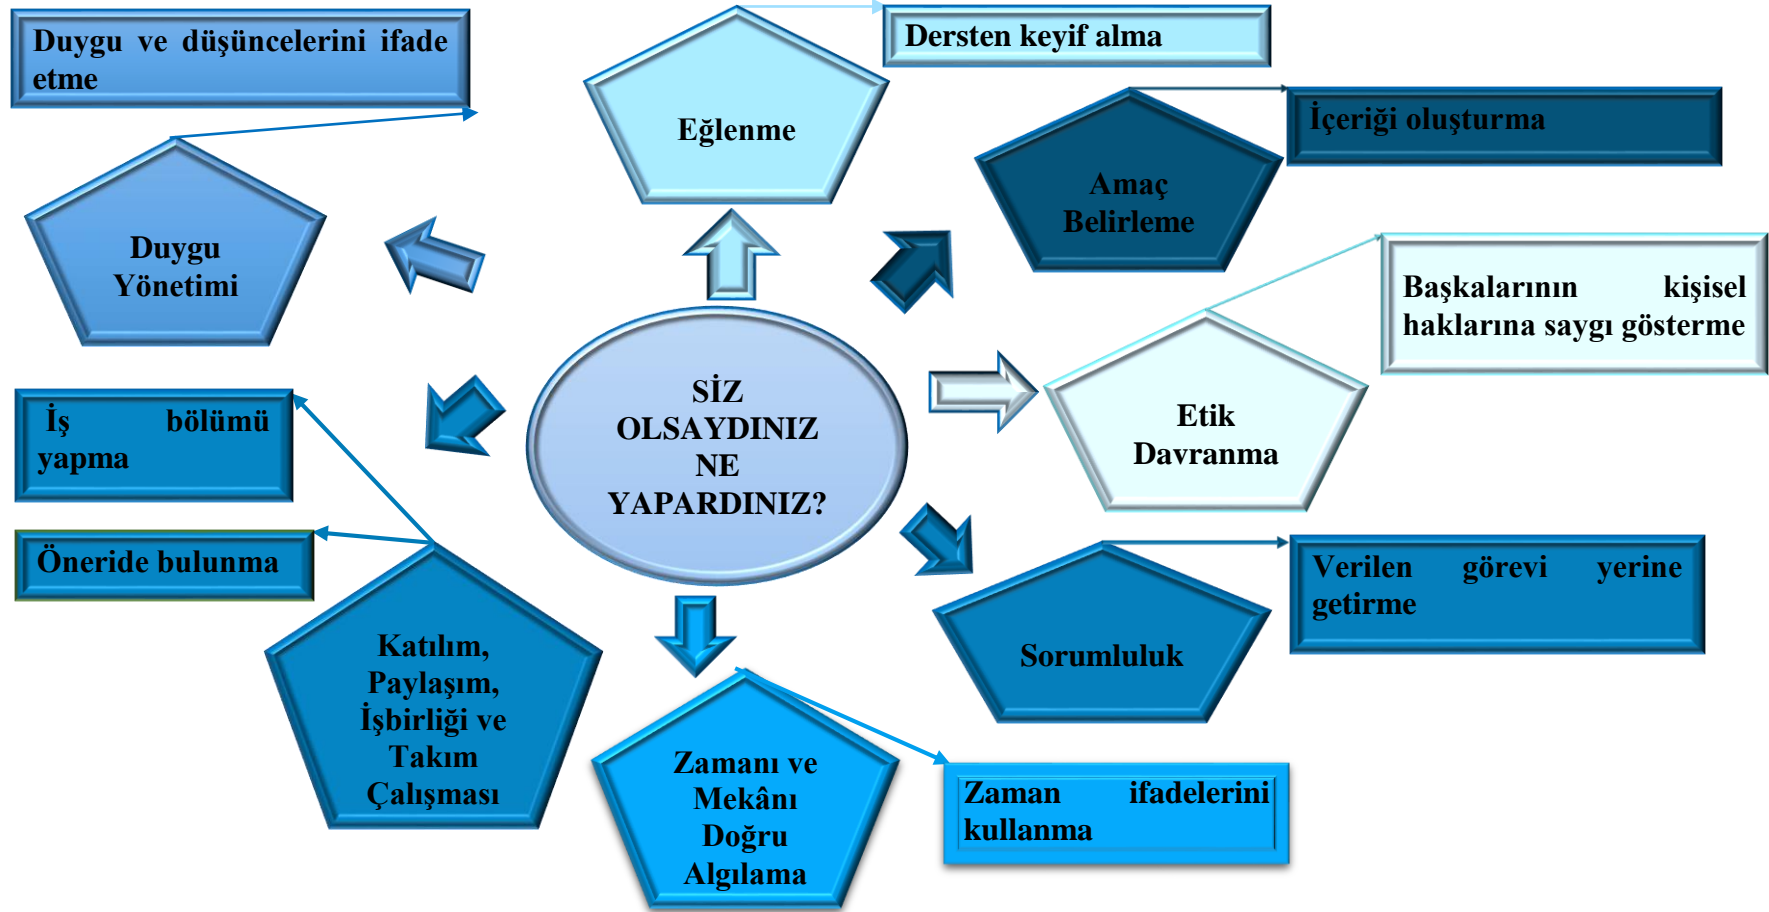 Duygu ve düşüncelerini ifade
etme
Duygu
Yönetimi
Eğlenme
Dersten keyif alma
Amaç
Belirleme
İçeriği oluşturma
Etik
Davranma
Başkalarının kişisel
haklarına saygı gösterme
SİZ
OLSAYDINIZ
NE
YAPARDINIZ?
İş bölümü
yapma
Öneride bulunma
Katılım,
Paylaşım,
İşbirliği ve
Takım
Çalışması
Zamanı ve
Mekânı
Doğru
Algılama
Zaman ifadelerini
kullanma
Sorumluluk
Verilen görevi yerine
getirme